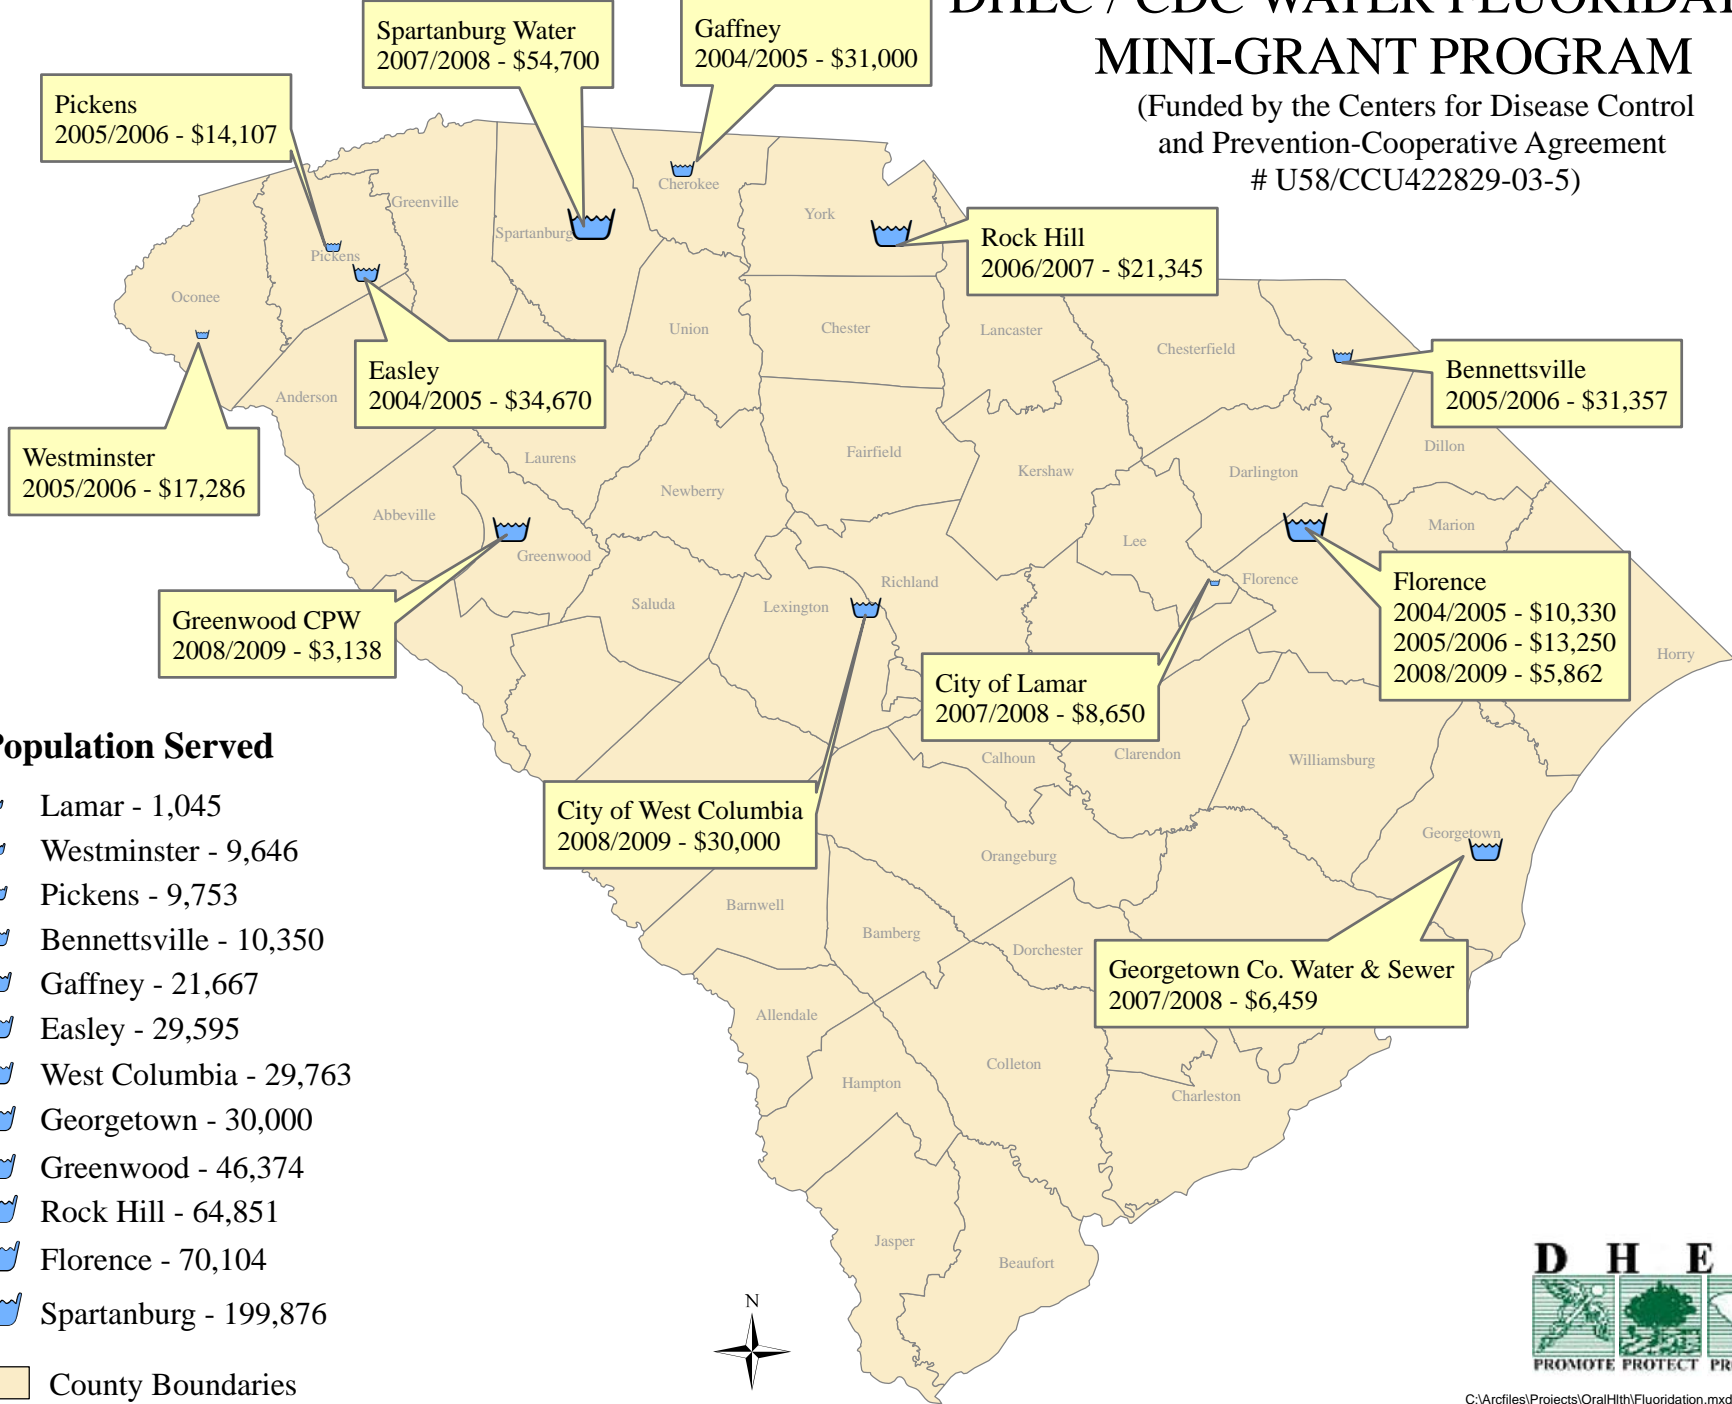 DHEC / CDC WATER
MINI-GRANT PROGRAM
(Funded by the Centers for Disease Control
and Prevention-Cooperative Agreement
# U58/CCU422829-03-5)
Spartanburg Water
2007/2008 - $54,700
Gaffney
2004/2005 - $31,000
Pickens
2005/2006 - $14,107
Rock Hill
2006/2007 - $21,345
Easley
2004/2005 - $34,670
Bennettsville
2005/2006 - $31,357
Westminster
2005/2006 - $17,286
Greenwood CPW
2008/2009 - $3,138
Florence
2004/2005 - $10,330
2005/2006 - $13,250
2008/2009 - $5,862
City of Lamar
2007/2008 - $8,650
City of West Columbia
2008/2009 - $30,000
Georgetown Co. Water & Sewer
2007/2008 - $6,459
Cherokee
Greenville
York
Spartanburg
Pickens
Oconee
Union
Chester
Lancaster
Chesterfield
Anderson
Dillon
Fairfield
Laurens
Kershaw
Darlington
Newberry
Abbeville
Marion
Lee
Greenwood
Florence
Richland
Saluda
Lexington
Horry
Calhoun
Clarendon
Williamsburg
Georgetown
Orangeburg
Barnwell
Bamberg
Dorchester
Allendale
Colleton
Hampton
Charleston
Jasper
Beaufort
Population Served
Lamar - 1,045
Westminster - 9,646
Pickens - 9,753
Bennettsville - 10,350
Gaffney - 21,667
Easley - 29,595
West Columbia - 29,763
Georgetown - 30,000
Greenwood - 46,374
Rock Hill - 64,851
Florence - 70,104
Spartanburg - 199,876
County Boundaries
N
D H E
PROMOTE PROTECT
C:\Arcfiles\Projects\OralHlth\Fluoridation.mxd